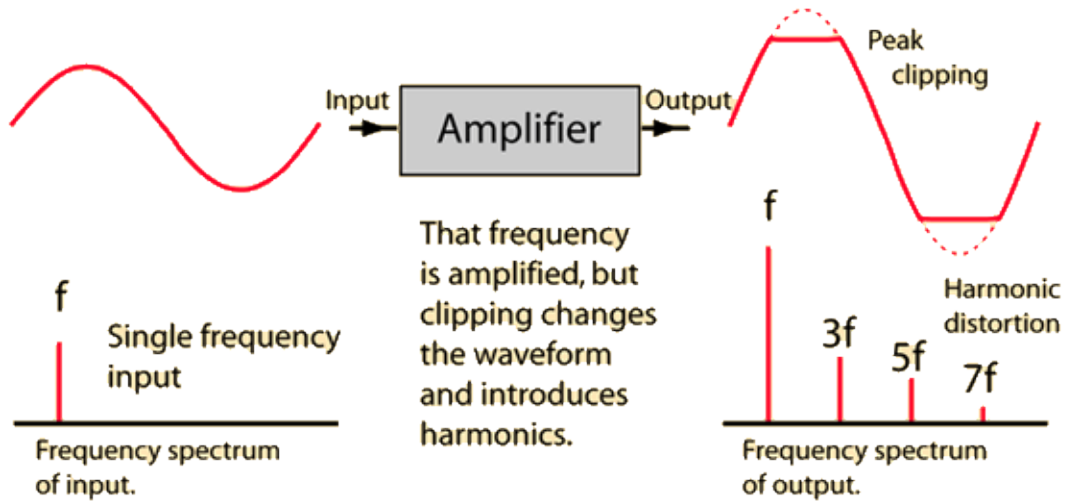 Input
Amplifier
Output
Peak
clipping
That frequency
is amplified, but
clipping changes
the waveform
and introduces
harmonics.
f
Single frequency
input
Frequency spectrum
of input.
f
3f
5f
7f
Harmonic
distortion
Frequency spectrum
of output.